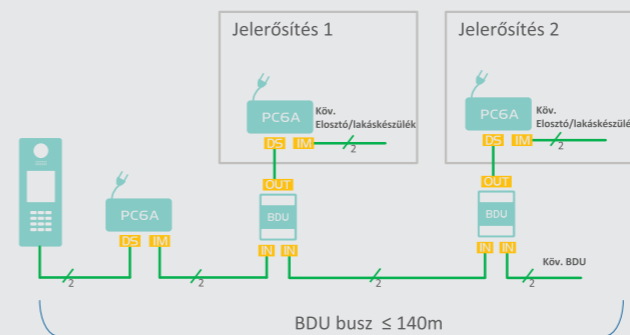 Jelerősítés 1
Jelerősítés 2
PC6A
Köv.
Elosztó/lakáskészülék
DS IM
2
PC6A
Köv.
Elosztó/lakáskészülék
DS IM
2
OUT
BDU
IN IN
OUT
BDU
IN IN
PC6A
DS IM
2
2
2
Köv. BDU
2
BDU busz ≤ 140m